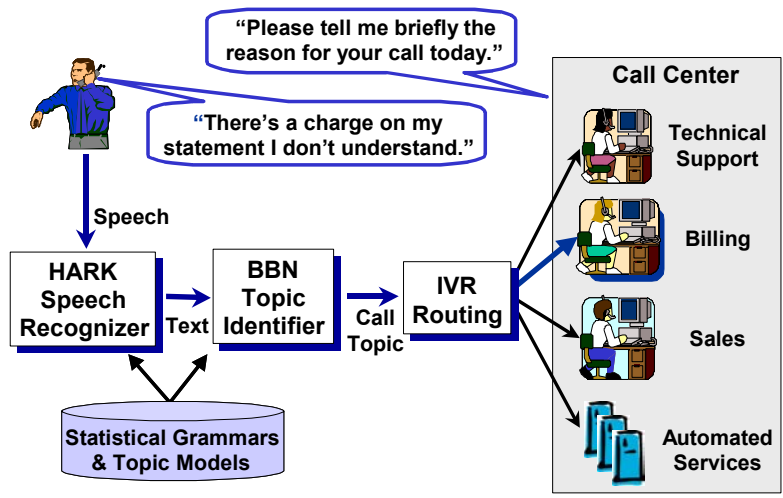 “Please tell me briefly the
reason for your call today.”
“There’s a charge on my
statement I don’t understand.”
Call Center
Technical
Support
Billing
Sales
Automated
Services
Speech
HARK
Speech
Recognizer
Text
BBN
Topic
Identifier
Call
Topic
IVR
Routing
Statistical Grammars
& Topic Models